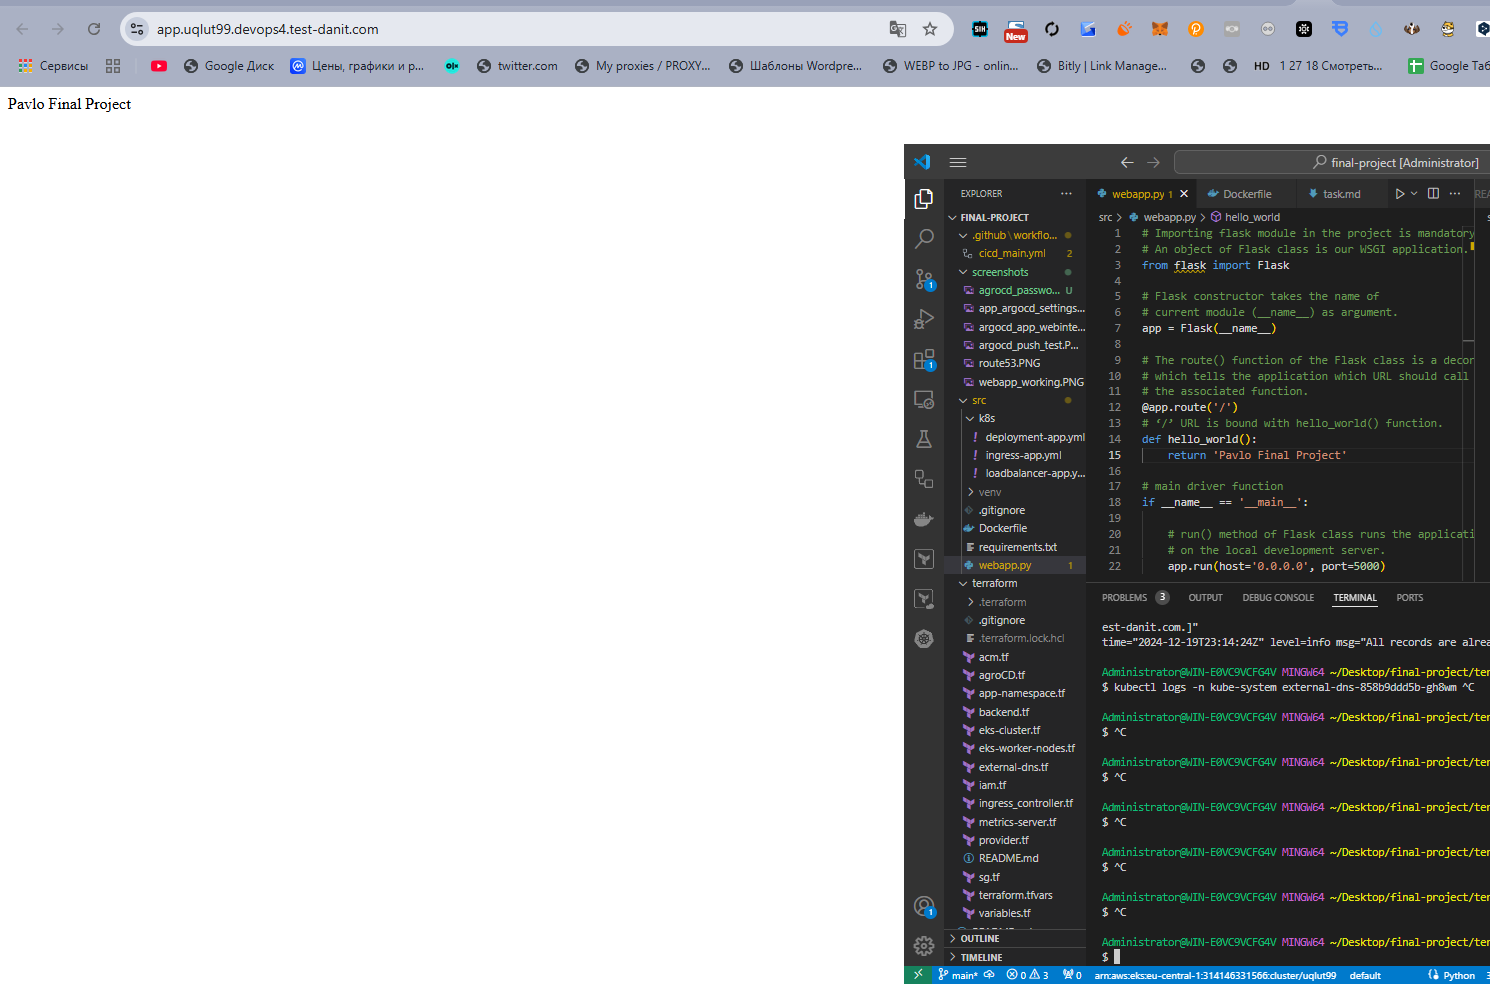 app.uqlut99.devops4.test-danit.com
New
Сервисы
Google Диск
Цены, графики и р...
twitter.com
My proxies / PROXY...
Шаблоны Wordpre...
WEBP to JPG - onlin...
Bitly | Link Manage...
HD 1 27 18 Смотреть...
Google Таб
Pavlo Final Project
final-project [Administrator]
EXPLORER
webapp.py 1
Dockerfile
task.md
FINAL-PROJECT
.github\workflo...
cicd_main.yml 2
screenshots
agrocd_passwo... U
app_argocd_settings...
argocd_app_webinte...
argocd_push_test.P...
route53.PNG
webapp_working.PNG
src
k8s
deployment-app.yml
ingress-app.yml
loadbalancer-app.y...
venv
.gitignore
Dockerfile
requirements.txt
webapp.py 1
terraform
.terraform
.gitignore
.terraform.lock.hcl
acm.tf
agroCD.tf
app-namespace.tf
backend.tf
eks-cluster.tf
eks-worker-nodes.tf
external-dns.tf
iam.tf
ingress_controller.tf
metrics-server.tf
provider.tf
README.md
sg.tf
terraform.tfvars
variables.tf
OUTLINE
TIMELINE
src > webapp.py > hello_world
1 # Importing flask module in the project is mandatory
2 # An object of Flask class is our WSGI application.
3 from flask import Flask
4
5 # Flask constructor takes the name of
6 # current module (__name__) as argument.
7 app = Flask(__name__)
8
9 # The route() function of the Flask class is a decor
10 # which tells the application which URL should call
11 # the associated function.
12 @app.route('/')
13 # ‘/’ URL is bound with hello_world() function.
14 def hello_world():
15 return 'Pavlo Final Project'
16
17 # main driver function
18 if __name__ == '__main__':
19
20 # run() method of Flask class runs the applicati
21 # on the local development server.
22 app.run(host='0.0.0.0', port=5000)
PROBLEMS 3 OUTPUT DEBUG CONSOLE TERMINAL PORTS
est-danit.com.]"
time="2024-12-19T23:14:24Z" level=info msg="All records are alrea
Administrator@WIN-E0VC9VCFG4V MINGW64 ~/Desktop/final-project/ter
$ kubectl logs -n kube-system external-dns-858b9ddd5b-gh8wm ^C
Administrator@WIN-E0VC9VCFG4V MINGW64 ~/Desktop/final-project/ter
$ ^C
Administrator@WIN-E0VC9VCFG4V MINGW64 ~/Desktop/final-project/ter
$ ^C
Administrator@WIN-E0VC9VCFG4V MINGW64 ~/Desktop/final-project/ter
$ ^C
Administrator@WIN-E0VC9VCFG4V MINGW64 ~/Desktop/final-project/ter
$ ^C
Administrator@WIN-E0VC9VCFG4V MINGW64 ~/Desktop/final-project/ter
$ ^C
Administrator@WIN-E0VC9VCFG4V MINGW64 ~/Desktop/final-project/ter
$
main* 0 3 0 arn:aws:eks:eu-central-1:314146331566:cluster/uqlut99 default Python